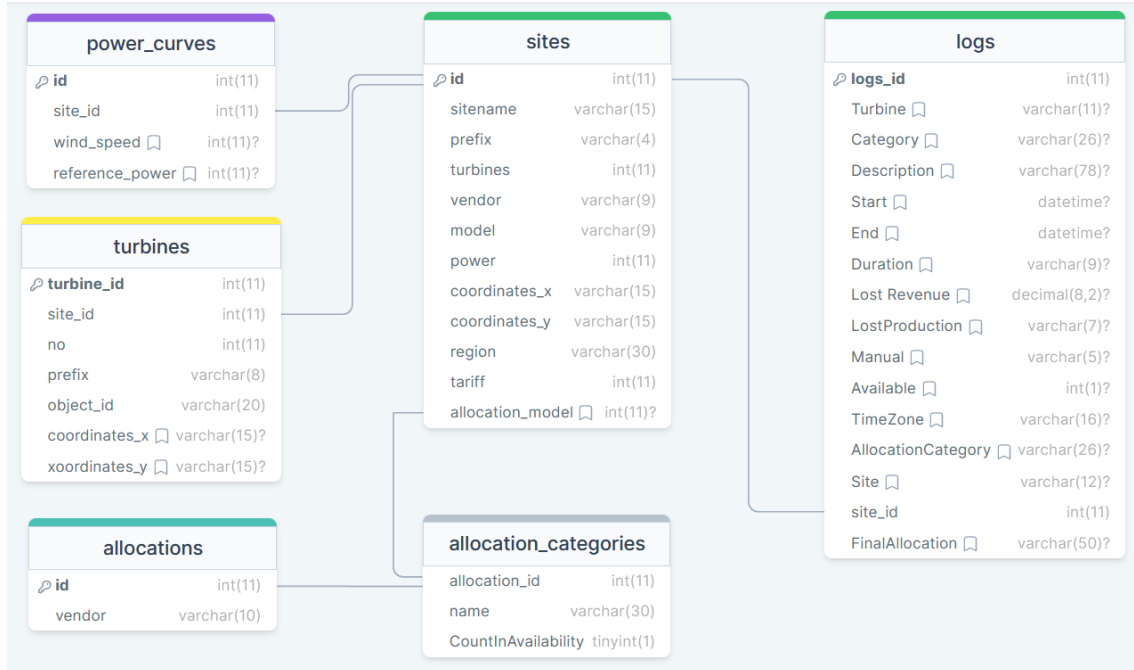 power_curves
id int(11)
site_id int(11)
wind_speed int(11)?
reference_power int(11)?
turbines
turbine_id int(11)
site_id int(11)
no int(11)
prefix varchar(8)
object_id varchar(20)
coordinates_x varchar(15)?
xoordinates_y varchar(15)?
allocations
id int(11)
vendor varchar(10)
sites
id int(11)
sitename varchar(15)
prefix varchar(4)
turbines int(11)
vendor varchar(9)
model varchar(9)
power int(11)
coordinates_x varchar(15)
coordinates_y varchar(15)
region varchar(30)
tariff int(11)
allocation_model int(11)?
allocation_categories
allocation_id int(11)
name varchar(30)
CountInAvailability tinyint(1)
logs
logs_id int(11)
Turbine varchar(11)?
Category varchar(26)?
Description varchar(78)?
Start datetime?
End datetime?
Duration varchar(9)?
Lost Revenue decimal(8,2)?
LostProduction varchar(7)?
Manual varchar(5)?
Available int(1)?
TimeZone varchar(16)?
AllocationCategory varchar(26)?
Site varchar(12)?
site_id int(11)
FinalAllocation varchar(50)?